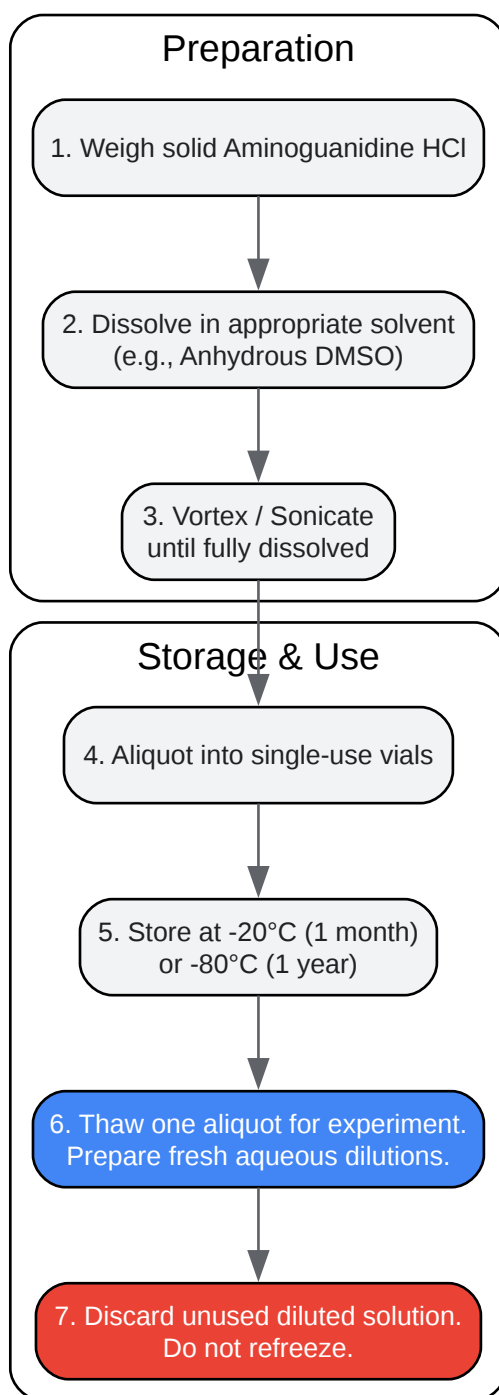 Preparation
1. Weigh solid Aminoguanidine HCl
2. Dissolve in appropriate solvent
(e.g., Anhydrous DMSO)
3. Vortex / Sonicate
until fully dissolved
Storage & Use
4. Aliquot into single-use vials
5. Store at -20°C (1 month)
or -80°C (1 year)
6. Thaw one aliquot for experiment.
Prepare fresh aqueous dilutions.
7. Discard unused diluted solution.
Do not refreeze.